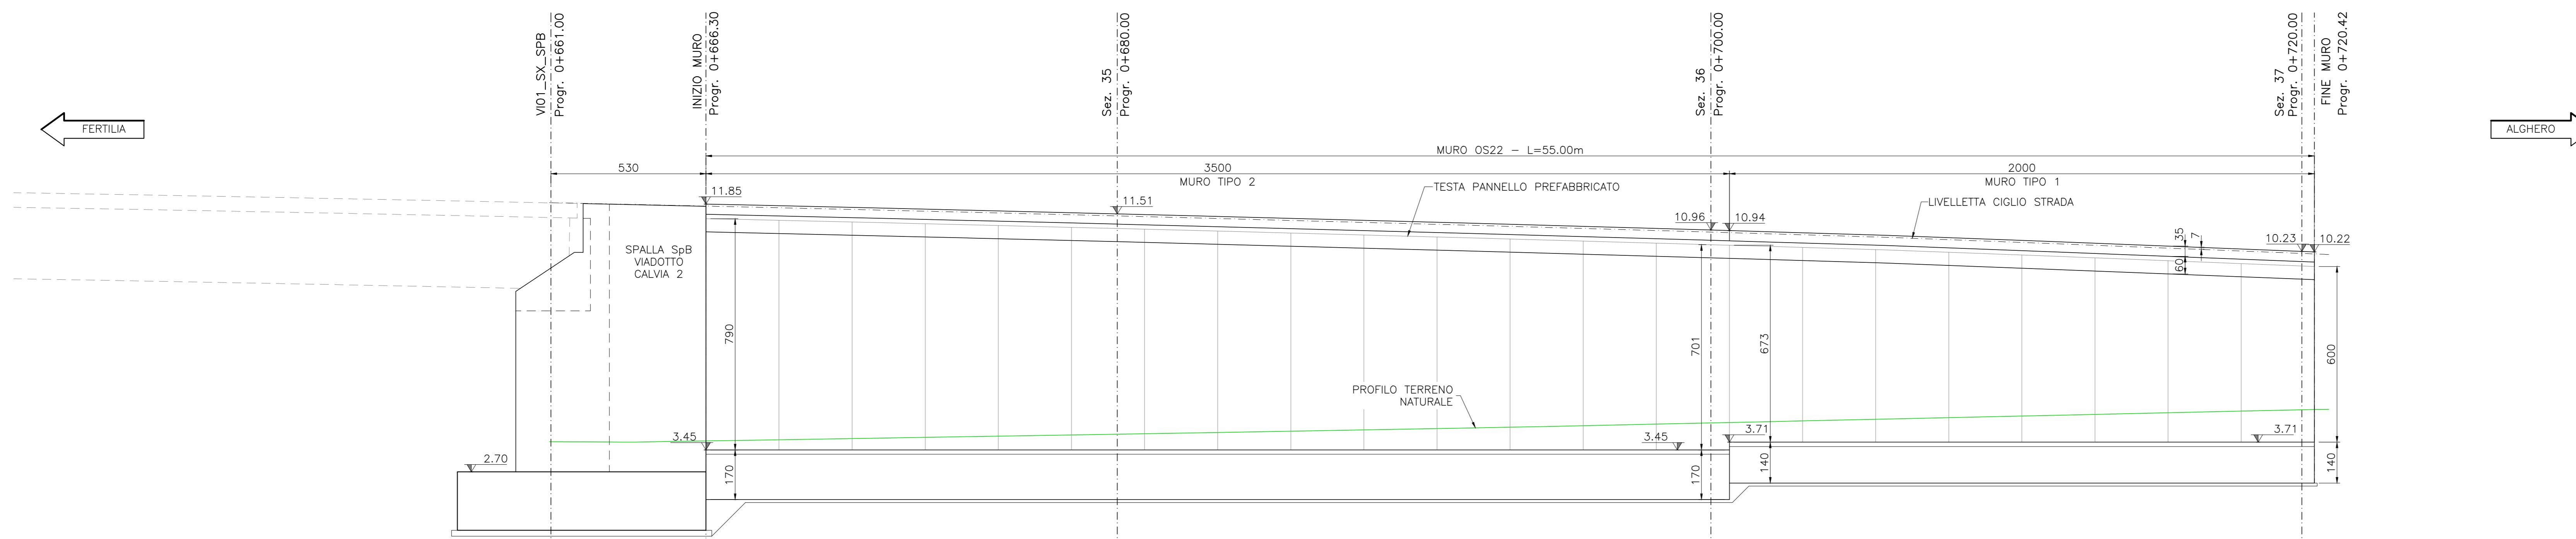 VI01_SX_SPB
Progr. 0+661.00
INIZIO MURO
Progr. 0+666.30
Sez. 35
Progr. 0+680.00
Sez. 36
Progr. 0+700.00
Sez. 37
Progr. 0+720.00
FINE MURO
Progr. 0+720.42
FERTILIA
ALGHERO
MURO OS22 - L=55.00m
530
3500
2000
MURO TIPO 2
MURO TIPO 1
TESTA PANNELLO PREFABBRICATO
11.85
11.51
LIVELLETTA CIGLIO STRADA
10.96
10.94
35
7
10.23
10.22
60
SPALLA SpB
VIADOTTO
CALVIA 2
790
701
673
600
PROFILO TERRENO
NATURALE
3.45
3.45
3.71
3.71
2.70
170
170
140
140